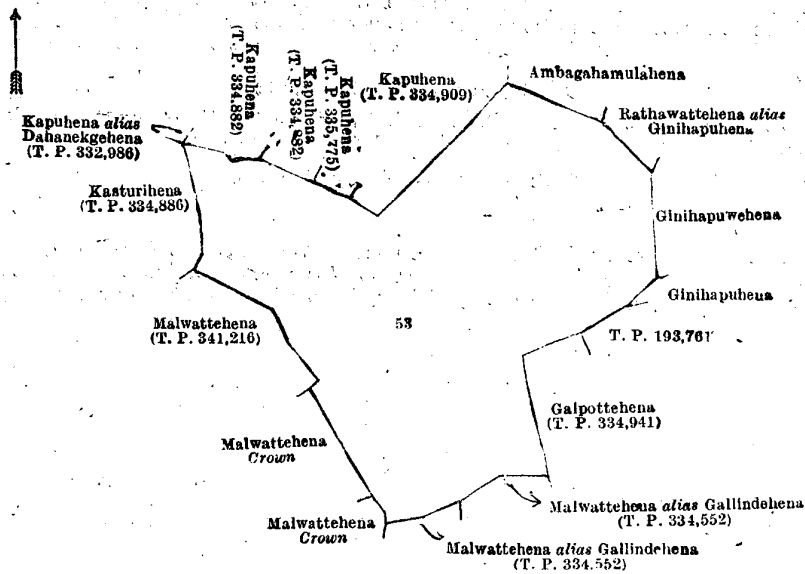 Kapuhena
(T. P. 334,882)
Kapuhena
(T. P. 334,882)
Kapuhena
(T. P. 335,775)
Kapuhena
(T. P. 334,909)
Ambagahamulahena
Rathawattehena alias
Ginihapuhena
Kapuhena alias
Dahanekgehena
(T. P. 332,986)
Kasturihena
(T. P. 334,886)
Ginihapuwehena
Ginihapuhena
Malwattehena
(T. P. 341,216)
53
T. P. 193,761
Galpottehena
(T. P. 334,941)
Malwattehena
Crown
Malwattehena alias Gallindehena
(T. P. 334,552)
Malwattehena
Crown
Malwattehena alias Gallindehena
(T. P. 334,552)